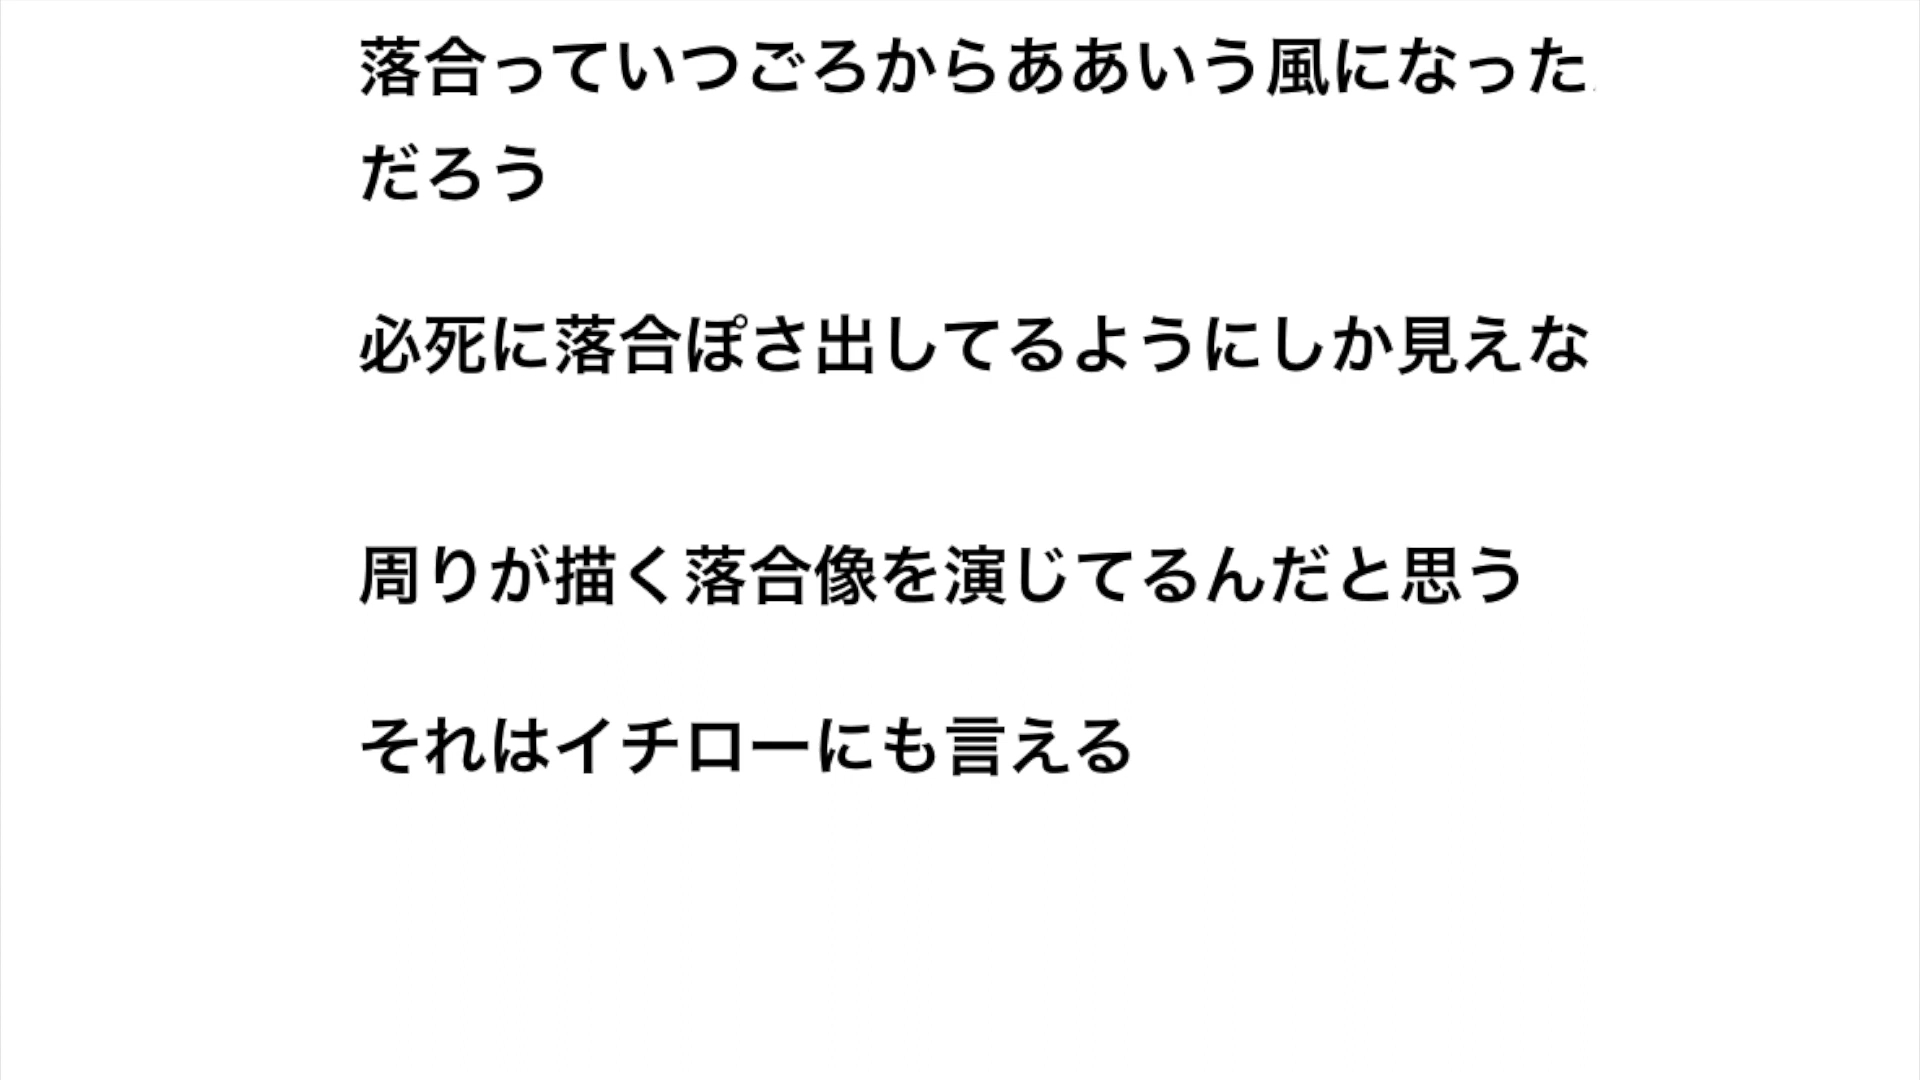 落合っていつごろからああいう風になった
だろう
必死に落合ぽさ出してるようにしか見えな
周りが描く落合像を演じてるんだと思う
それはイチローにも言える